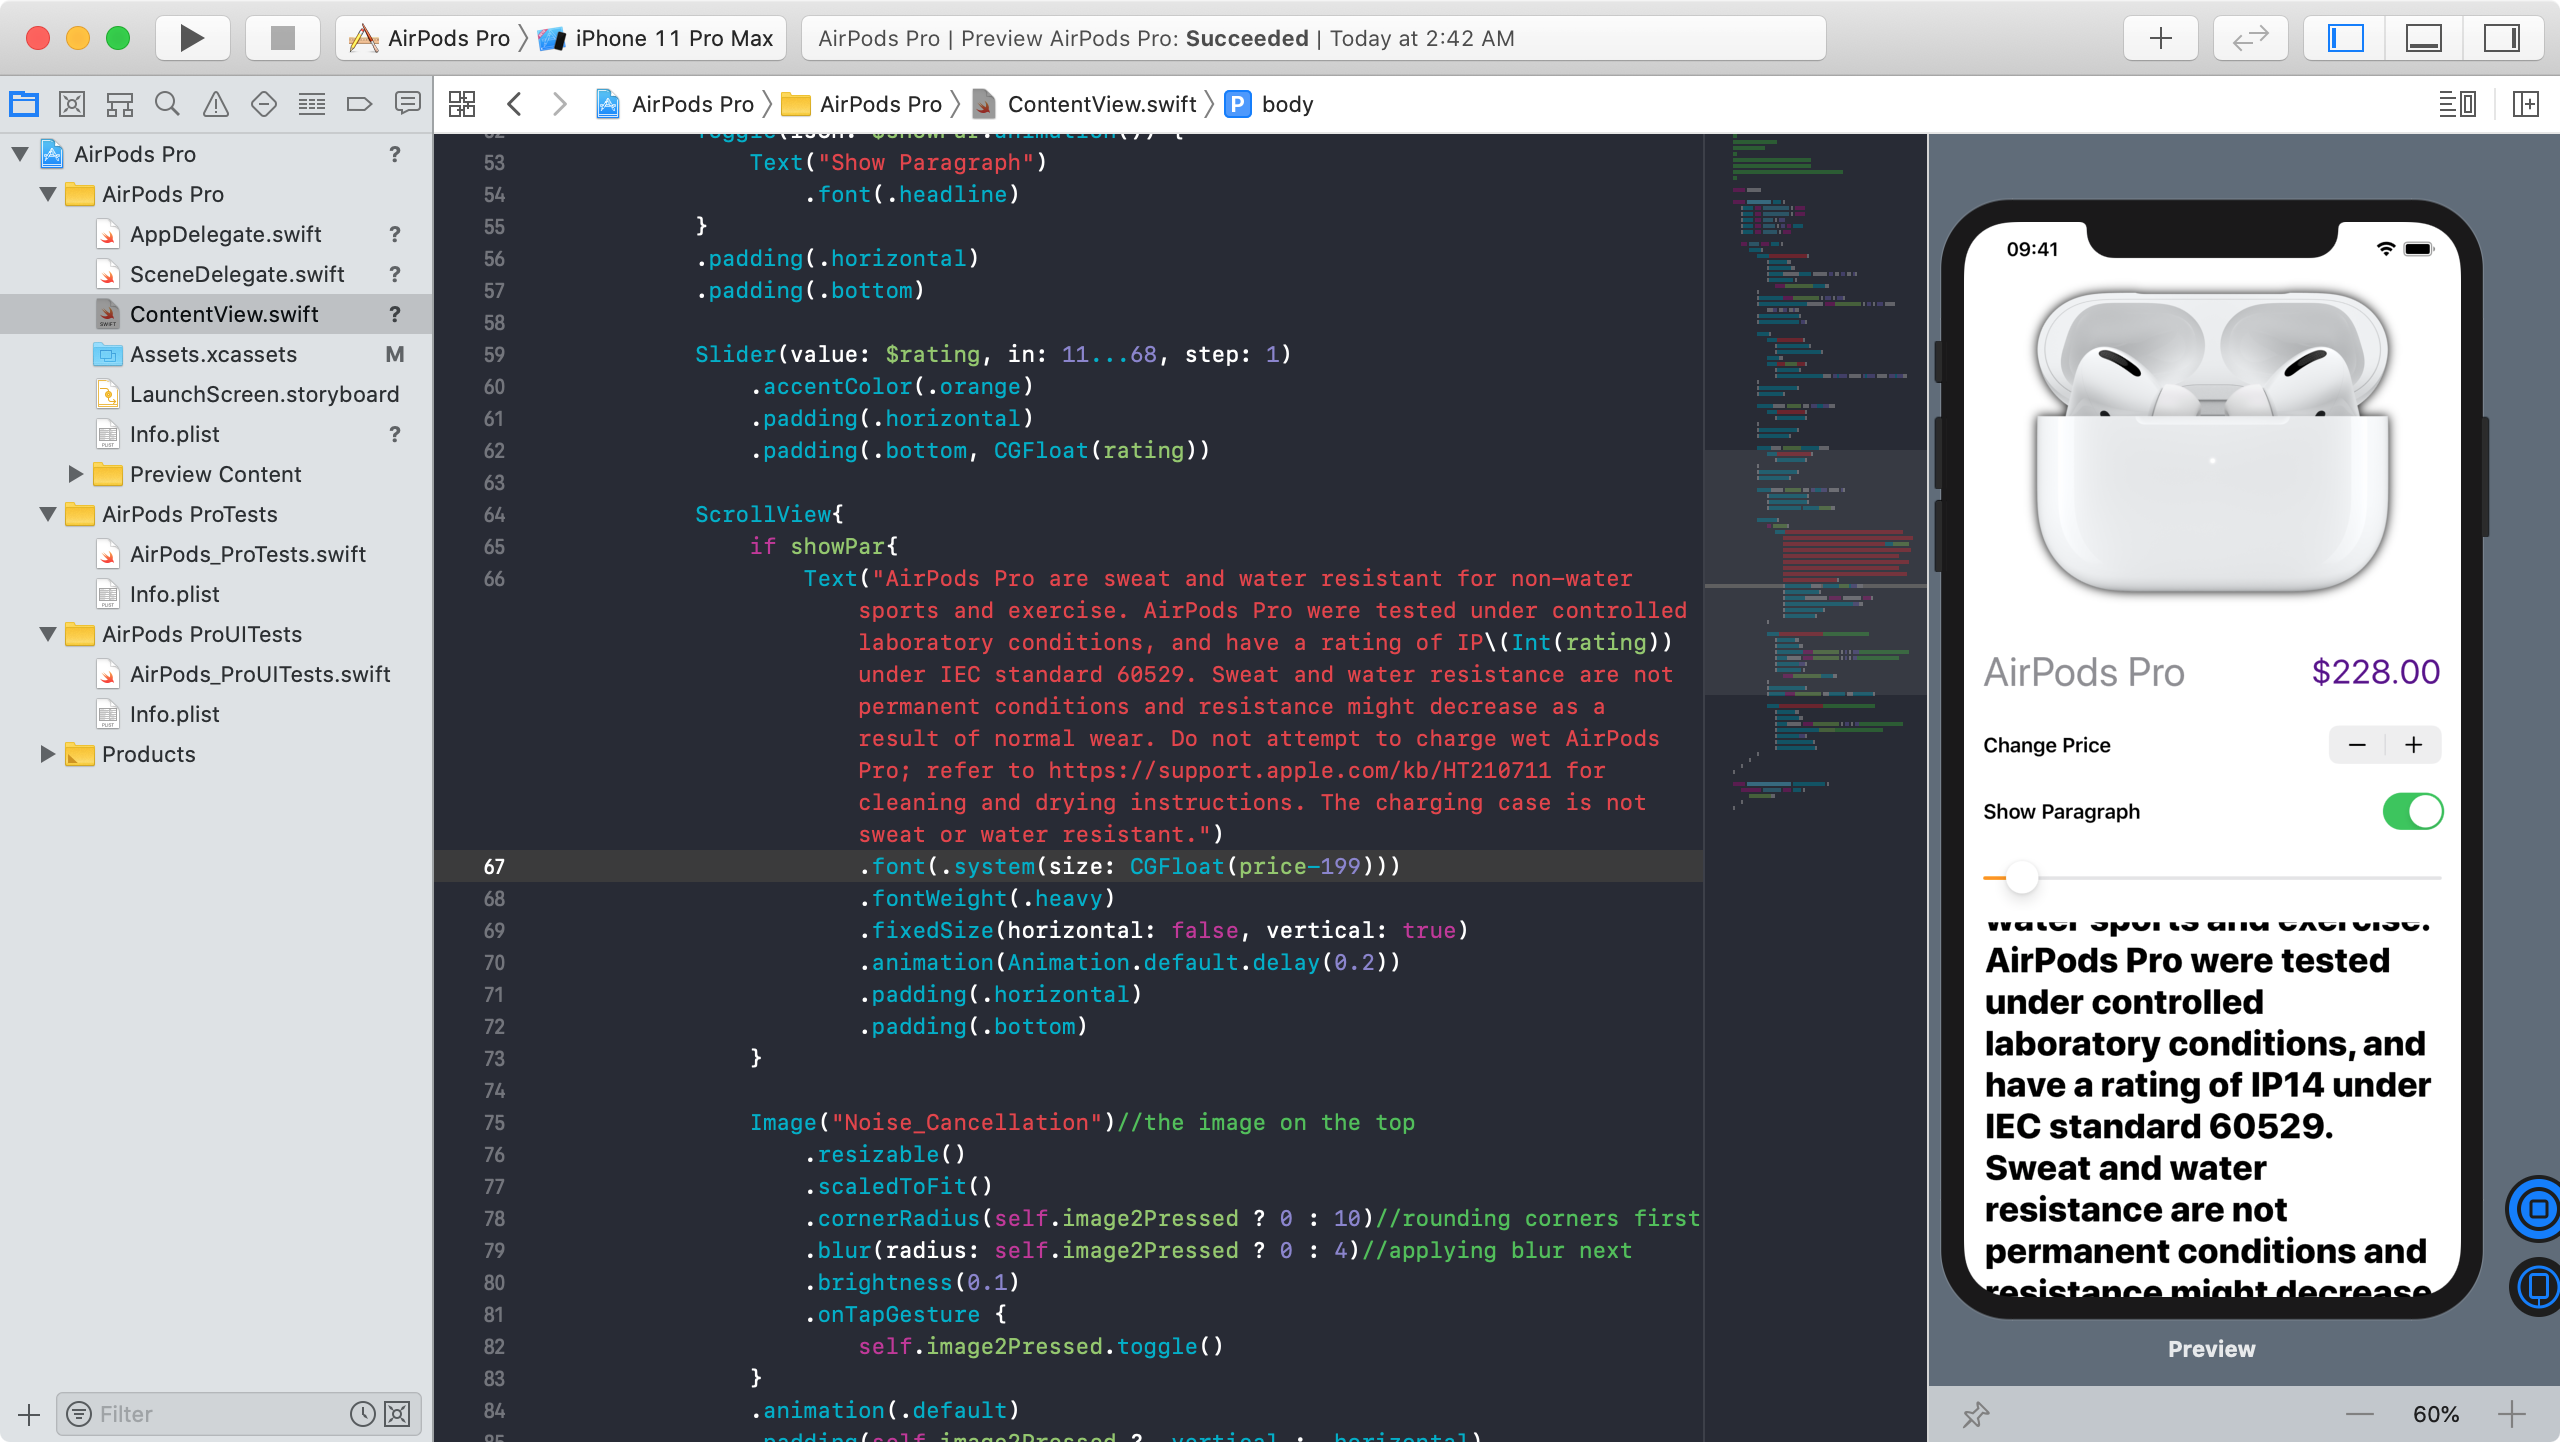 AirPods Pro
iPhone 11 Pro Max
AirPods Pro | Preview AirPods Pro: Succeeded | Today at 2:42 AM
AirPods Pro
AirPods Pro
ContentView.swift
P body
AirPods Pro ?
AirPods Pro
AppDelegate.swift ?
SceneDelegate.swift ?
ContentView.swift ?
Assets.xcassets M
LaunchScreen.storyboard
Info.plist ?
Preview Content
AirPods ProTests
AirPods_ProTests.swift
Info.plist
AirPods ProUITests
AirPods_ProUITests.swift
Info.plist
Products
Filter
53 Text("Show Paragraph")
54 .font(.headline)
55 }
56 .padding(.horizontal)
57 .padding(.bottom)
58
59 Slider(value: $rating, in: 11...68, step: 1)
60 .accentColor(.orange)
61 .padding(.horizontal)
62 .padding(.bottom, CGFloat(rating))
63
64 ScrollView{
65 if showPar{
66 Text("AirPods Pro are sweat and water resistant for non-water
sports and exercise. AirPods Pro were tested under controlled
laboratory conditions, and have a rating of IP\(Int(rating))
under IEC standard 60529. Sweat and water resistance are not
permanent conditions and resistance might decrease as a
result of normal wear. Do not attempt to charge wet AirPods
Pro; refer to https://support.apple.com/kb/HT210711 for
cleaning and drying instructions. The charging case is not
sweat or water resistant.")
67 .font(.system(size: CGFloat(price-199)))
68 .fontWeight(.heavy)
69 .fixedSize(horizontal: false, vertical: true)
70 .animation(Animation.default.delay(0.2))
71 .padding(.horizontal)
72 .padding(.bottom)
73 }
74
75 Image("Noise_Cancellation")//the image on the top
76 .resizable()
77 .scaledToFit()
78 .cornerRadius(self.image2Pressed ? 0 : 10)//rounding corners first
79 .blur(radius: self.image2Pressed ? 0 : 4)//applying blur next
80 .brightness(0.1)
81 .onTapGesture {
82 self.image2Pressed.toggle()
83 }
84 .animation(.default)
09:41
AirPods Pro $228.00
Change Price − +
Show Paragraph
water sports and exercise.
AirPods Pro were tested
under controlled
laboratory conditions, and
have a rating of IP14 under
IEC standard 60529.
Sweat and water
resistance are not
permanent conditions and
resistance might decrease
Preview
60%